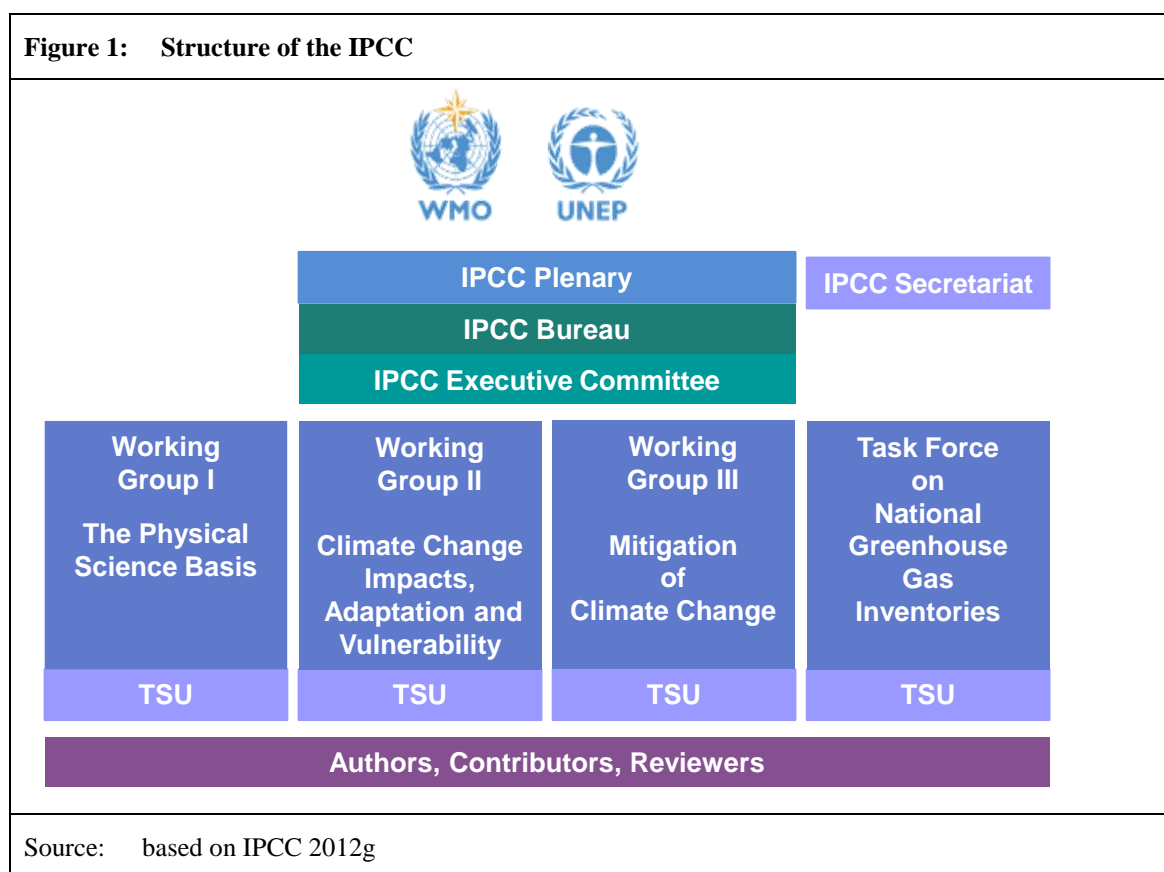 Figure 1: Structure of the IPCC
WMO
UNEP
IPCC Plenary
IPCC Secretariat
IPCC Bureau
IPCC Executive Committee
Working
Group I
The Physical
Science Basis
Working
Group II
Climate Change
Impacts,
Adaptation and
Vulnerability
Working
Group III
Mitigation
of
Climate Change
Task Force
on
National
Greenhouse
Gas
Inventories
TSU
TSU
TSU
TSU
Authors, Contributors, Reviewers
Source: based on IPCC 2012g